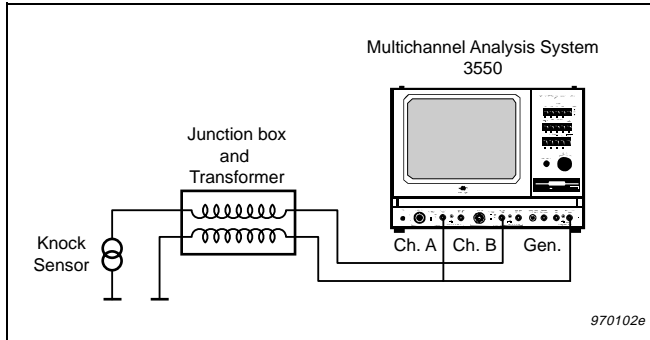 Multichannel Analysis System
3550
Junction box
and
Transformer
Knock
Sensor
Ch. A
Ch. B
Gen.
970102e